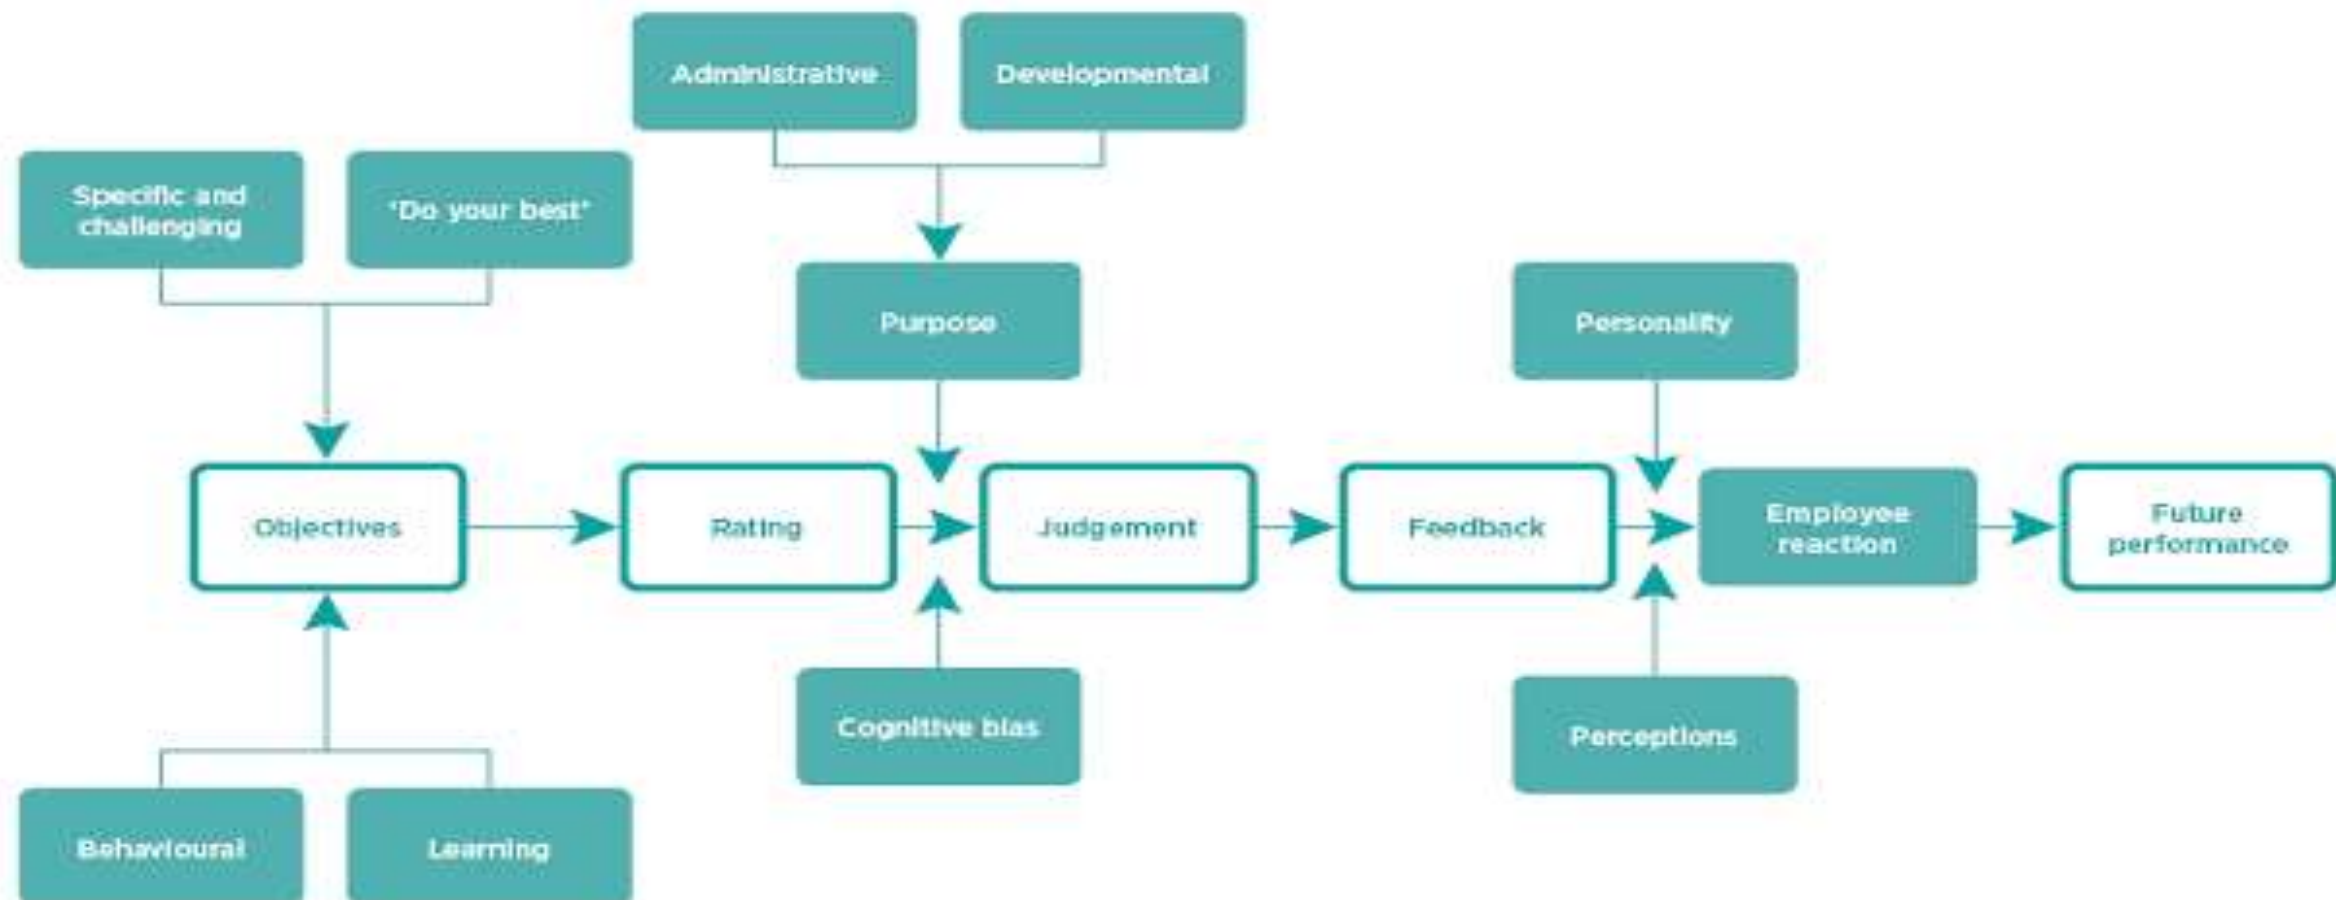 Administrative
Developmental
Specific and
challenging
"Do your best"
Purpose
Personality
Objectives
Rating
Judgement
Feedback
Employee
reaction
Future
performance
Cognitive bias
Perceptions
Behavioural
Learning